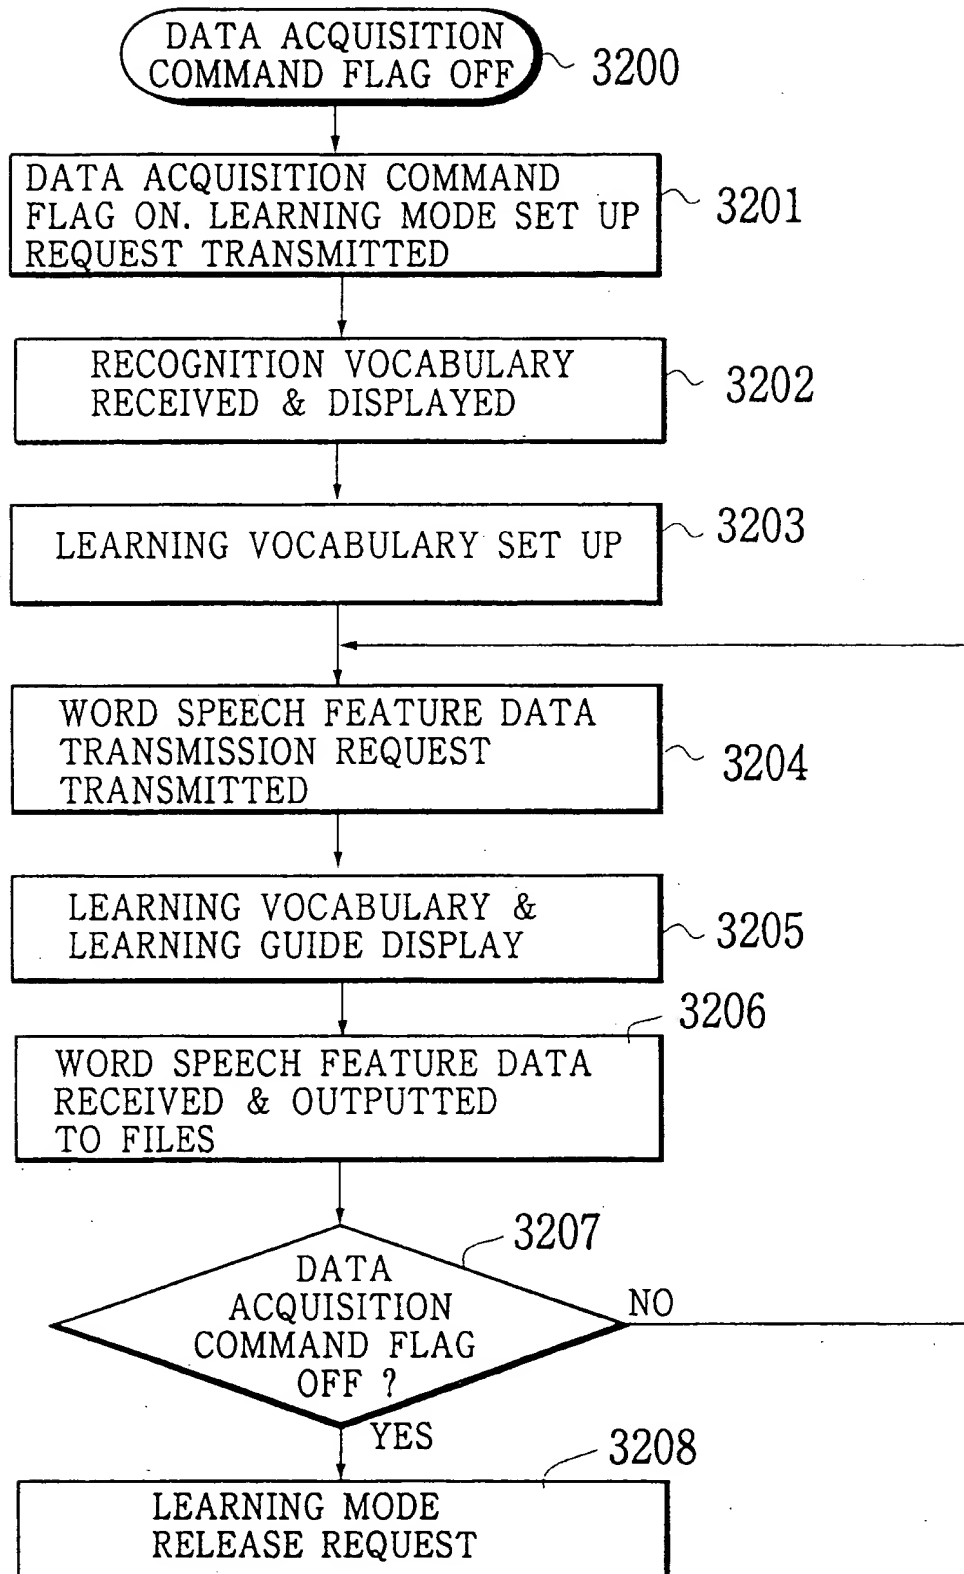 DATA ACQUISITION
COMMAND FLAG OFF
3200
DATA ACQUISITION COMMAND
FLAG ON. LEARNING MODE SET UP
REQUEST TRANSMITTED
3201
RECOGNITION VOCABULARY
RECEIVED & DISPLAYED
3202
LEARNING VOCABULARY SET UP
3203
WORD SPEECH FEATURE DATA
TRANSMISSION REQUEST
TRANSMITTED
3204
LEARNING VOCABULARY &
LEARNING GUIDE DISPLAY
3205
3206
WORD SPEECH FEATURE DATA
RECEIVED & OUTPUTTED
TO FILES
3207
DATA
ACQUISITION
COMMAND FLAG
OFF ?
NO
YES
3208
LEARNING MODE
RELEASE REQUEST